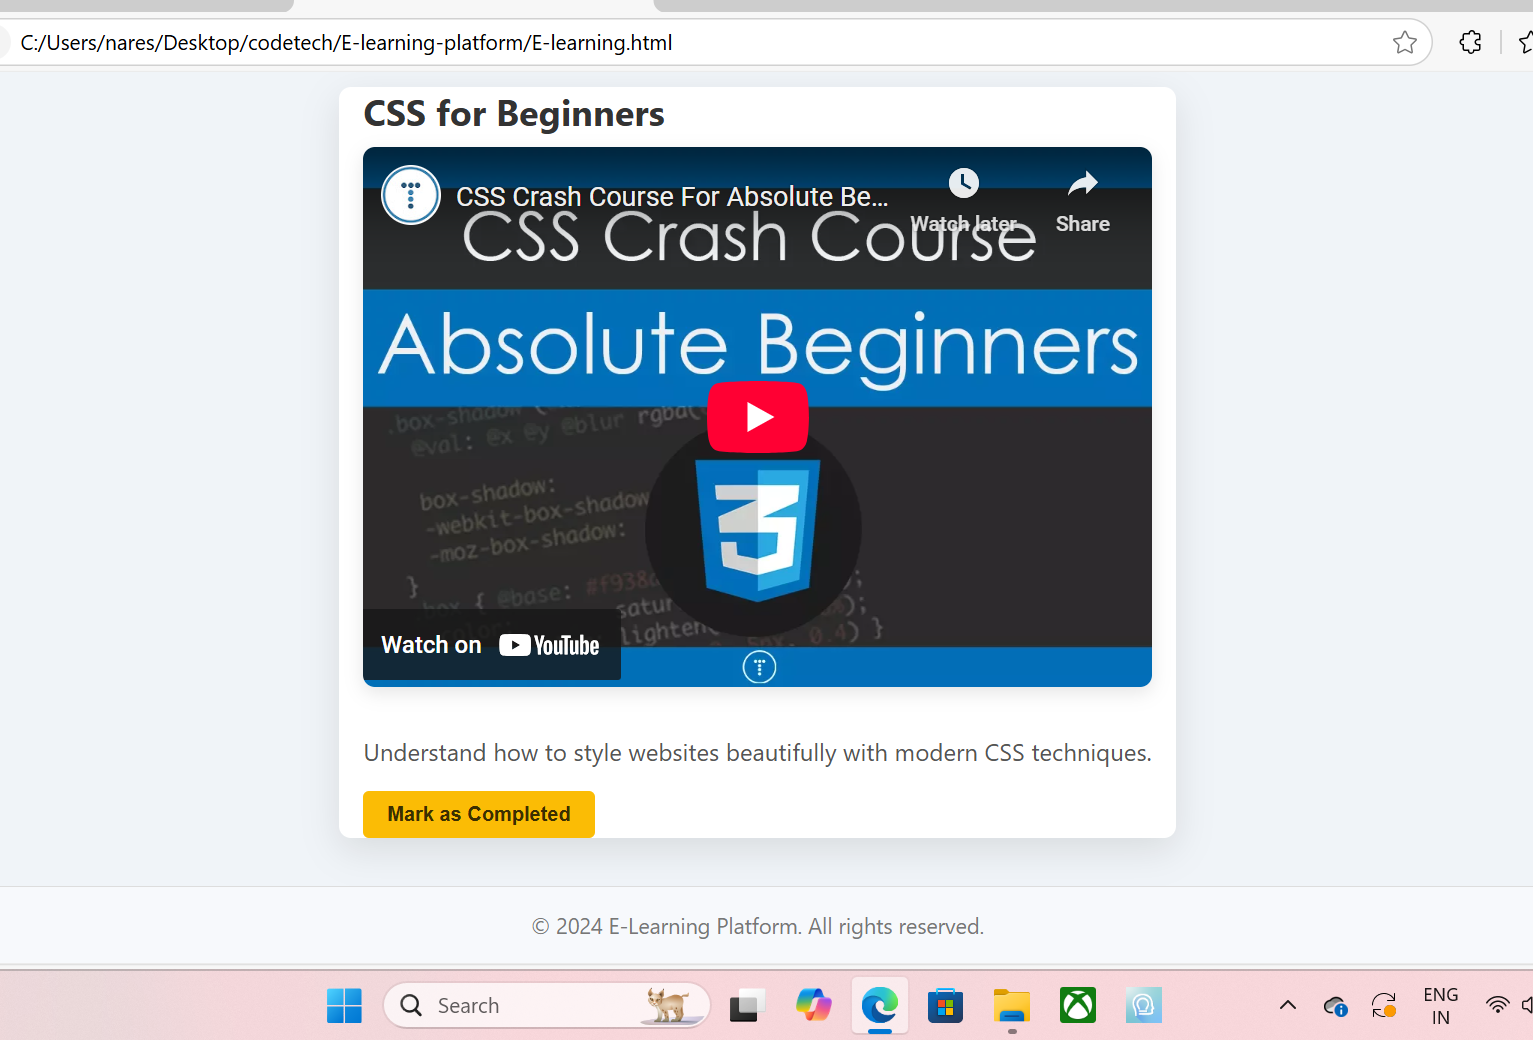 C:/Users/nares/Desktop/codetech/E-learning-platform/E-learning.html
CSS for Beginners
CSS Crash Course For Absolute Be...
Watch later
Share
CSS Crash Course
Absolute Beginners
.box-shadow
@val: @x @y @blur rgba(
box-shadow:
-webkit-box-shadow
-moz-box-shadow:
}
box { @base: #f938
satur
lighten(
0.4) }
Watch on YouTube
Understand how to style websites beautifully with modern CSS techniques.
Mark as Completed
© 2024 E-Learning Platform. All rights reserved.
Search
ENG
IN